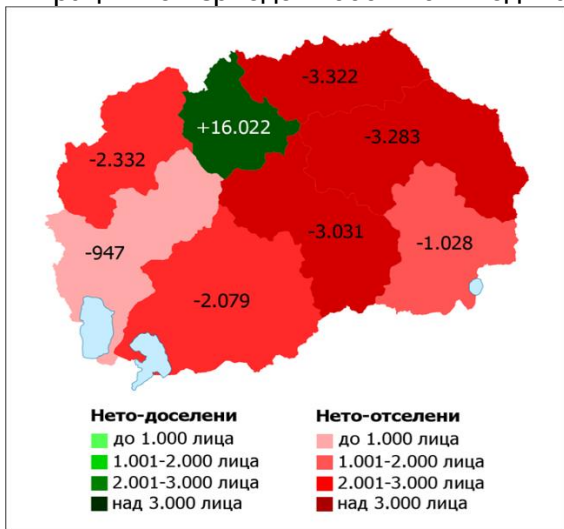 -3.322
+16.022
-3.283
-2.332
-3.031
-947
-1.028
-2.079
Нето-доселени
до 1.000 лица
1.001-2.000 лица
2.001-3.000 лица
над 3.000 лица
Нето-отселени
до 1.000 лица
1.001-2.000 лица
2.001-3.000 лица
над 3.000 лица